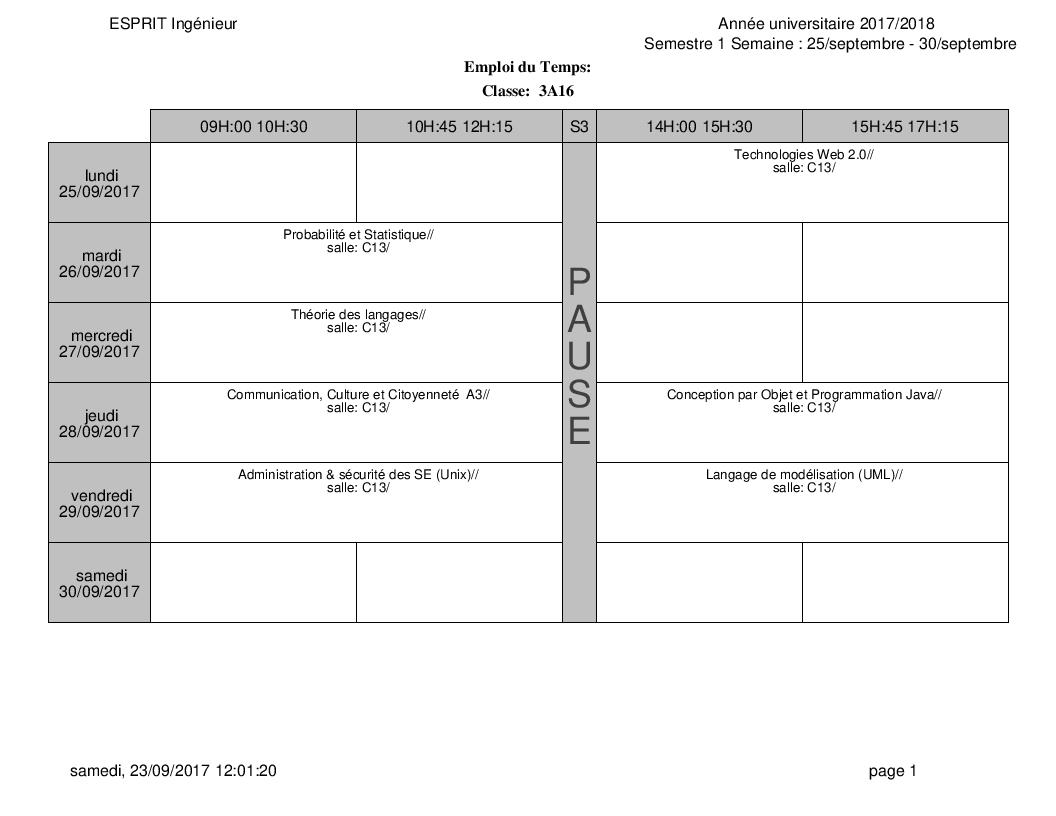 ESPRIT Ingénieur
Année universitaire 2017/2018
Semestre 1 Semaine : 25/septembre - 30/septembre
Emploi du Temps:
Classe: 3A16
09H:00 10H:30
10H:45 12H:15
S3
14H:00 15H:30
15H:45 17H:15
lundi
25/09/2017
Technologies Web 2.0//
salle: C13/
mardi
26/09/2017
Probabilité et Statistique//
salle: C13/
mercredi
27/09/2017
Théorie des langages//
salle: C13/
P
A
U
S
E
jeudi
28/09/2017
Communication, Culture et Citoyenneté A3//
salle: C13/
Conception par Objet et Programmation Java//
salle: C13/
vendredi
29/09/2017
Administration & sécurité des SE (Unix)//
salle: C13/
Langage de modélisation (UML)//
salle: C13/
samedi
30/09/2017
samedi, 23/09/2017 12:01:20
page 1